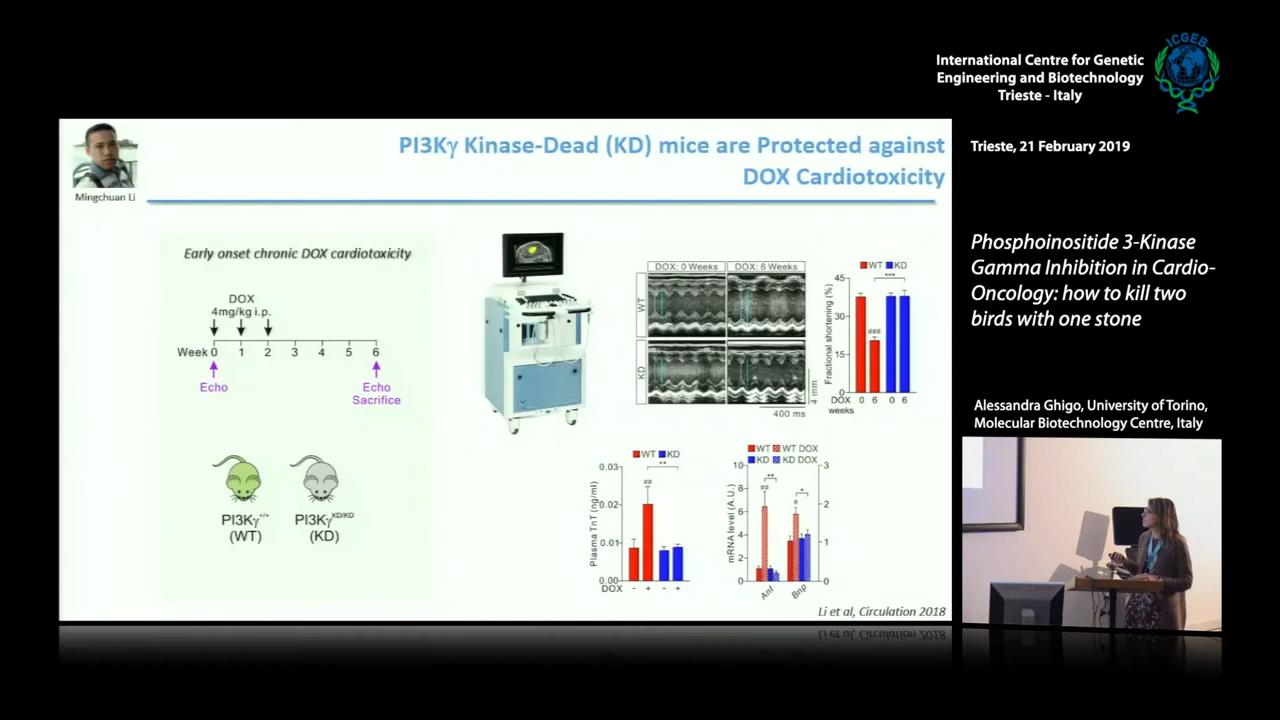 ICGEB
International Centre for Genetic
Engineering and Biotechnology
Trieste - Italy
Trieste, 21 February 2019
Phosphoinositide 3-Kinase
Gamma Inhibition in Cardio-
Oncology: how to kill two
birds with one stone
Alessandra Ghigo, University of Torino,
Molecular Biotechnology Centre, Italy
Mingchuan Li
PI3Kγ Kinase-Dead (KD) mice are Protected against
DOX Cardiotoxicity
Early onset chronic DOX cardiotoxicity
DOX
4mg/kg i.p.
Week 0 1 2 3 4 5 6
Echo
Echo
Sacrifice
PI3Kγ+/+
(WT)
PI3KγKD/KD
(KD)
DOX: 0 Weeks
DOX: 6 Weeks
WT
KD
4 mm
400 ms
WT KD
***
###
Fractional shortening (%)
45
30
15
0
DOX
weeks
0 6 0 6
WT KD
**
##
Plasma TnT (ng/ml)
0.03
0.02
0.01
0.00
DOX - + - +
WT WT DOX
KD KD DOX
**
##
*
#
mRNA level (A.U.)
10
8
6
4
2
0
3
2
1
0
Anf
Bnp
Li et al, Circulation 2018